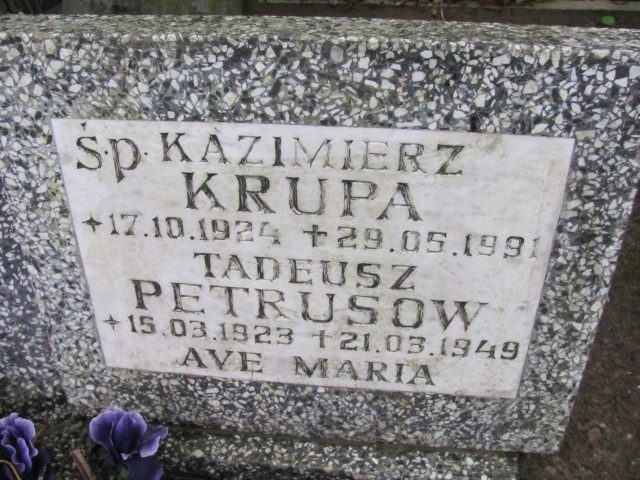 Ś.P. KAZIMIERZ
KRUPA
17.10.1924 29.05.1991
TADEUSZ
PETRUSOW
15.03.1923 21.03.1949
AVE MARIA